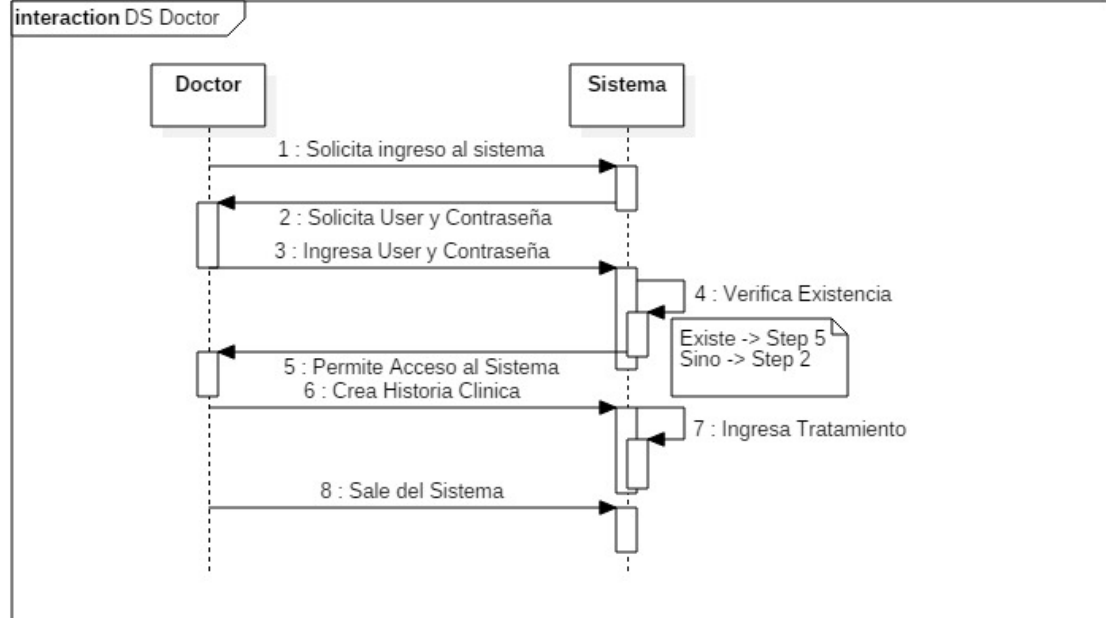 interaction DS Doctor
Doctor
Sistema
1 : Solicita ingreso al sistema
2 : Solicita User y Contraseña
3 : Ingresa User y Contraseña
4 : Verifica Existencia
Existe -> Step 5
Sino -> Step 2
5 : Permite Acceso al Sistema
6 : Crea Historia Clinica
7 : Ingresa Tratamiento
8 : Sale del Sistema